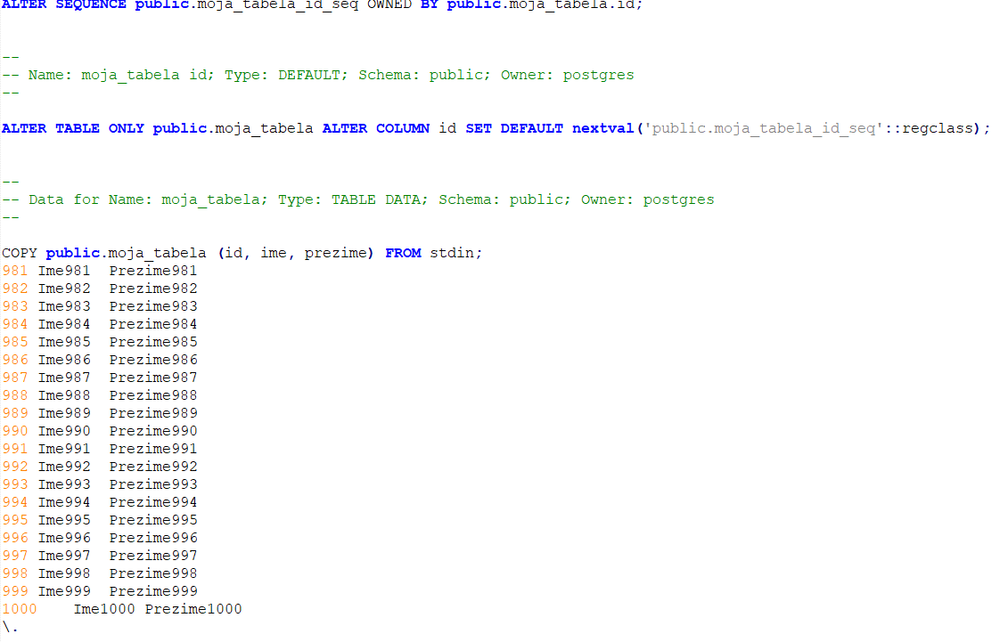 ALTER SEQUENCE public.moja_tabela_id_seq OWNED BY public.moja_tabela.id;
--
-- Name: moja_tabela id; Type: DEFAULT; Schema: public; Owner: postgres
--
ALTER TABLE ONLY public.moja_tabela ALTER COLUMN id SET DEFAULT nextval('public.moja_tabela_id_seq'::regclass);
--
-- Data for Name: moja_tabela; Type: TABLE DATA; Schema: public; Owner: postgres
--
COPY public.moja_tabela (id, ime, prezime) FROM stdin;
981 Ime981 Prezime981
982 Ime982 Prezime982
983 Ime983 Prezime983
984 Ime984 Prezime984
985 Ime985 Prezime985
986 Ime986 Prezime986
987 Ime987 Prezime987
988 Ime988 Prezime988
989 Ime989 Prezime989
990 Ime990 Prezime990
991 Ime991 Prezime991
992 Ime992 Prezime992
993 Ime993 Prezime993
994 Ime994 Prezime994
995 Ime995 Prezime995
996 Ime996 Prezime996
997 Ime997 Prezime997
998 Ime998 Prezime998
999 Ime999 Prezime999
1000 Ime1000 Prezime1000
\.